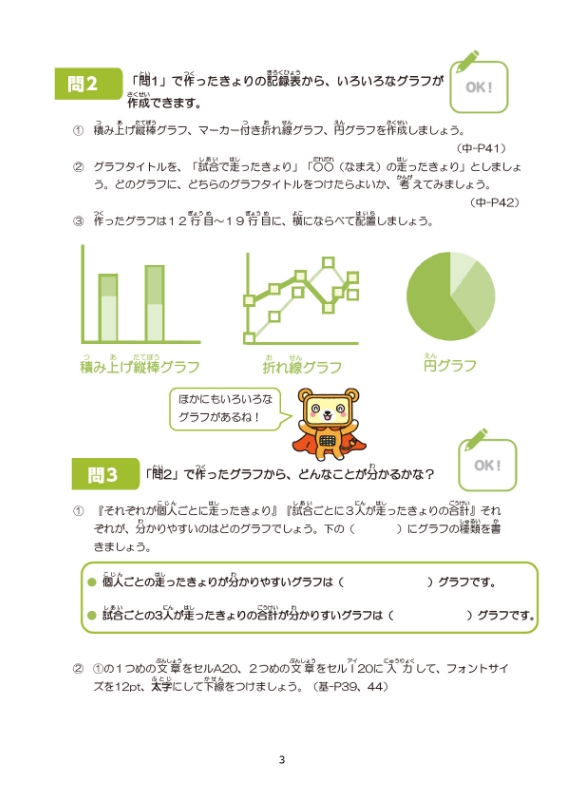 問2 「問1」で作ったきょりの記録表から、いろいろなグラフが
作成できます。
OK!
① 積み上げ縦棒グラフ、マーカー付き折れ線グラフ、円グラフを作成しましょう。
（中-P41）
② グラフタイトルを、「試合で走ったきょり」「〇〇（なまえ）の走ったきょり」としましょ
う。どのグラフに、どちらのグラフタイトルをつけたらよいか、考えてみましょう。
（中-P42）
③ 作ったグラフは１２行目～１９行目に、横にならべて配置しましょう。
積み上げ縦棒グラフ
折れ線グラフ
円グラフ
ほかにもいろいろな
グラフがあるね！
問3 「問2」で作ったグラフから、どんなことが分かるかな？
OK!
① 『それぞれが個人ごとに走ったきょり』『試合ごとに３人が走ったきょりの合計』それ
ぞれが、分かりやすいのはどのグラフでしょう。下の（　　　　）にグラフの種類を書
きましょう。
● 個人ごとの走ったきょりが分かりやすいグラフは（　　　　　　　）グラフです。
● 試合ごとの3人が走ったきょりの合計が分かりすいグラフは（　　　　　　）グラフです。
② ①の１つめの文章をセルA20、２つめの文章をセルＩ20に入力して、フォントサイ
ズを12pt、太字にして下線をつけましょう。（基-P39、44）
3